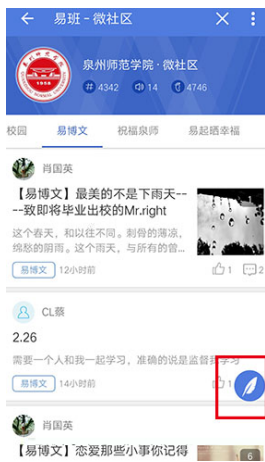 易班 - 微社区
泉州师范学院 · 微社区
# 4342 14 4746
校园 易博文 祝福泉师 易起晒幸福
肖国英
【易博文】最美的不是下雨天--
--致即将毕业出校的Mr.right
这个春天，和以往不同。刺骨的薄凉，
绵愁的阴雨。这个雨天，与所有的曾...
易博文 12小时前 1 2
CL蔡
2.26
需要一个人和我一起学习，准确的说是监督我学习
易博文 14小时前 1
肖国英
【易博文】恋爱那些小事你记得
6